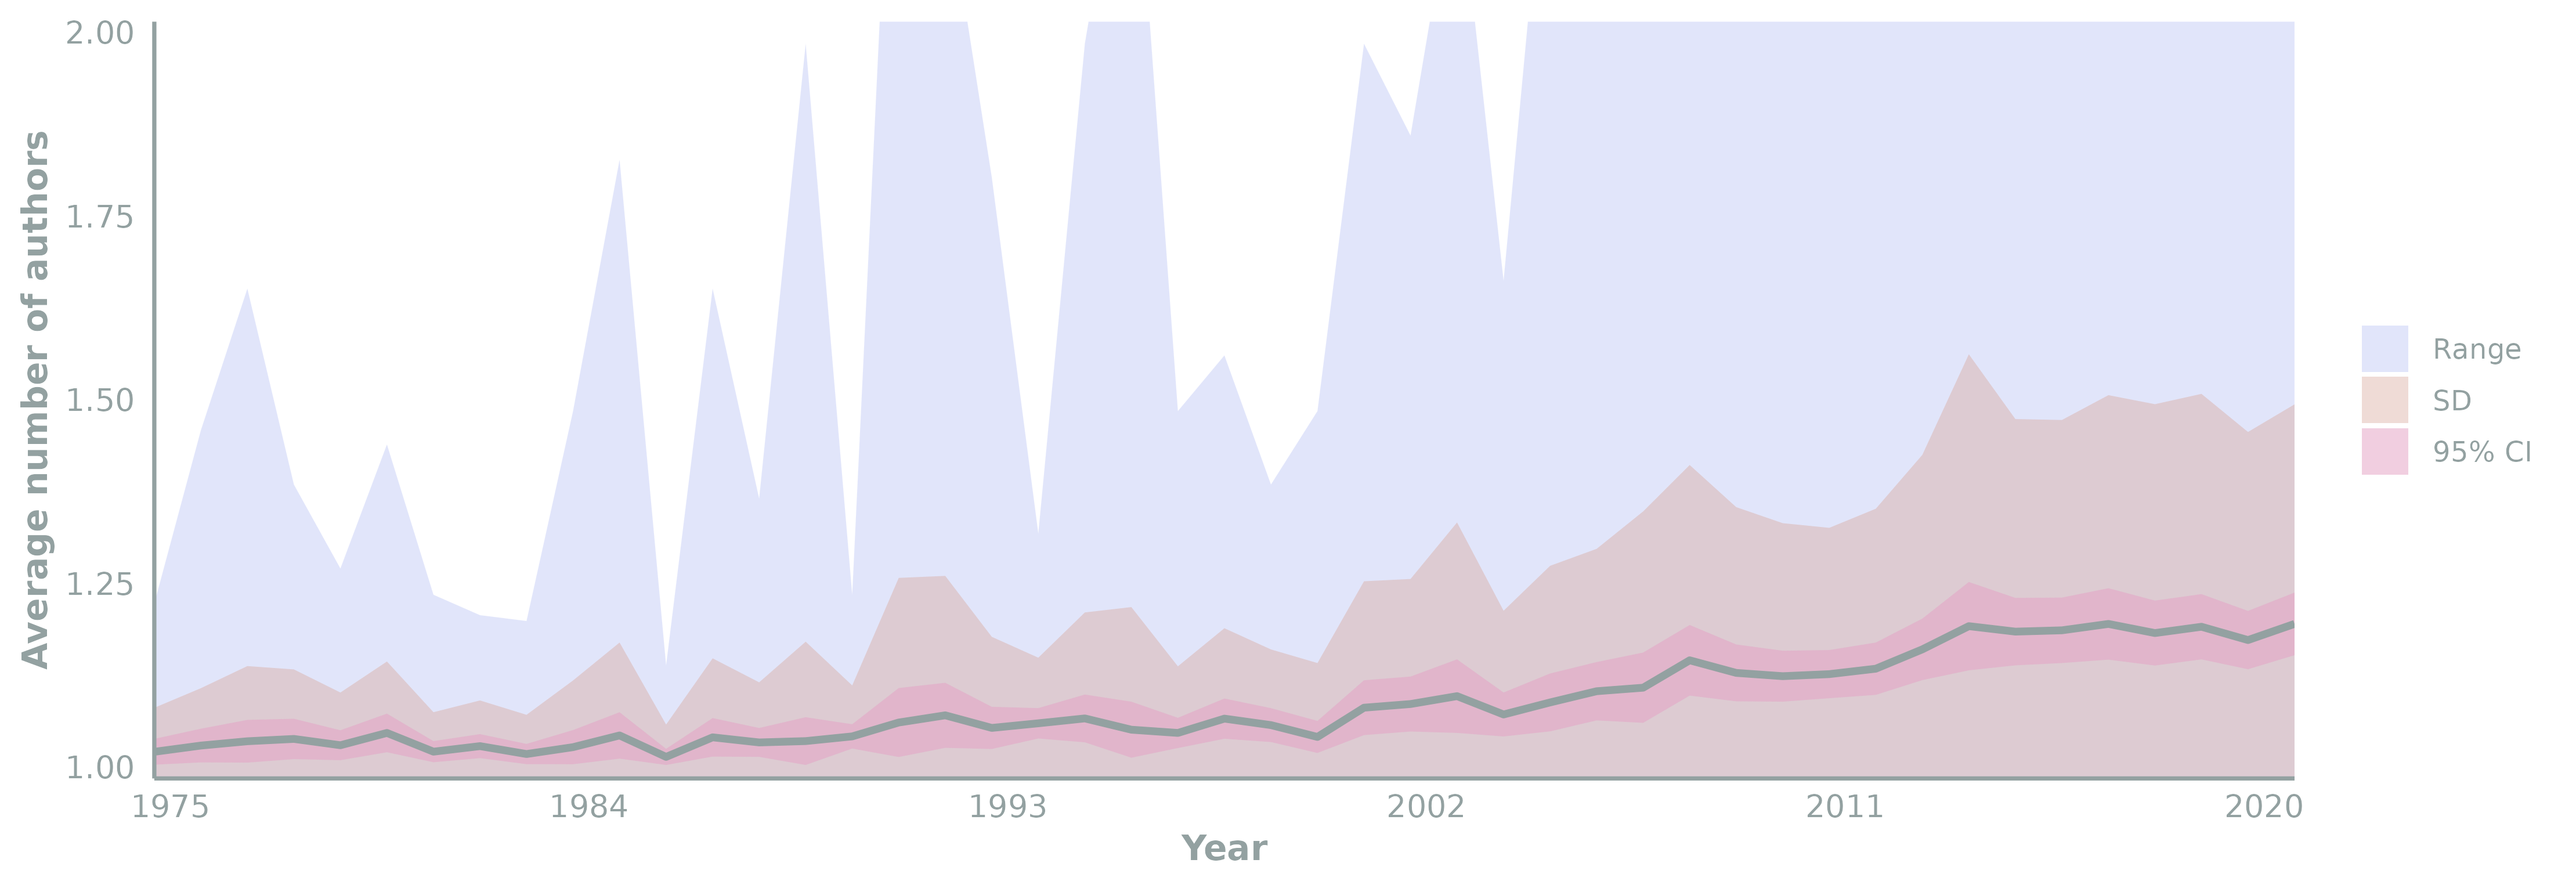 Average number of authors
2.00
1.75
1.50
1.25
1.00
1975 1984 1993 2002 2011 2020
Year
Range
SD
95% CI